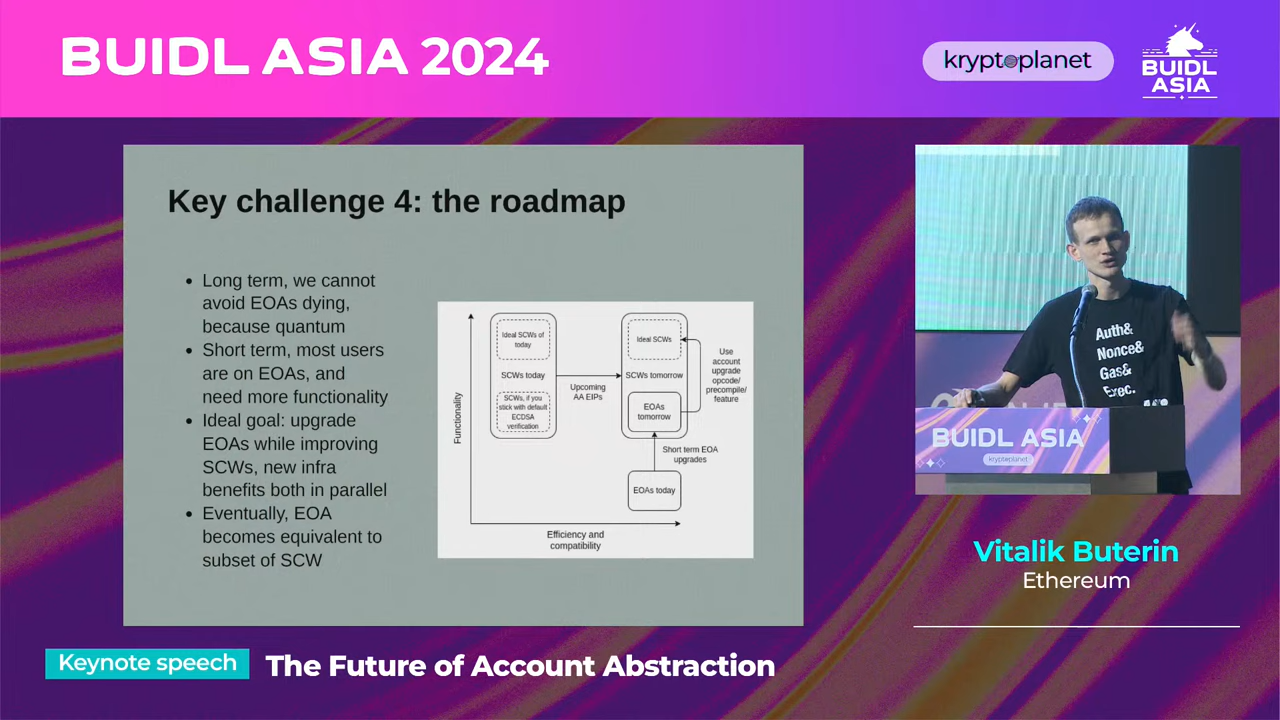 BUIDL ASIA 2024
kryptoplanet
BUIDL
ASIA
Key challenge 4: the roadmap
• Long term, we cannot
avoid EOAs dying,
because quantum
• Short term, most users
are on EOAs, and
need more functionality
• Ideal goal: upgrade
EOAs while improving
SCWs, new infra
benefits both in parallel
• Eventually, EOA
becomes equivalent to
subset of SCW
Functionality
Ideal SCWs of
today
SCWs today
SCWs, if you
stick with default
ECDSA
verification
Upcoming
AA EIPs
Ideal SCWs
SCWs tomorrow
EOAs
tomorrow
Use
account
upgrade
opcode/
precompile/
feature
Short term EOA
upgrades
EOAs today
Efficiency and
compatibility
Auth&
Nonce&
Gas&
Exec.
BUIDL ASIA
kryptoplanet
Vitalik Buterin
Ethereum
Keynote speech
The Future of Account Abstraction